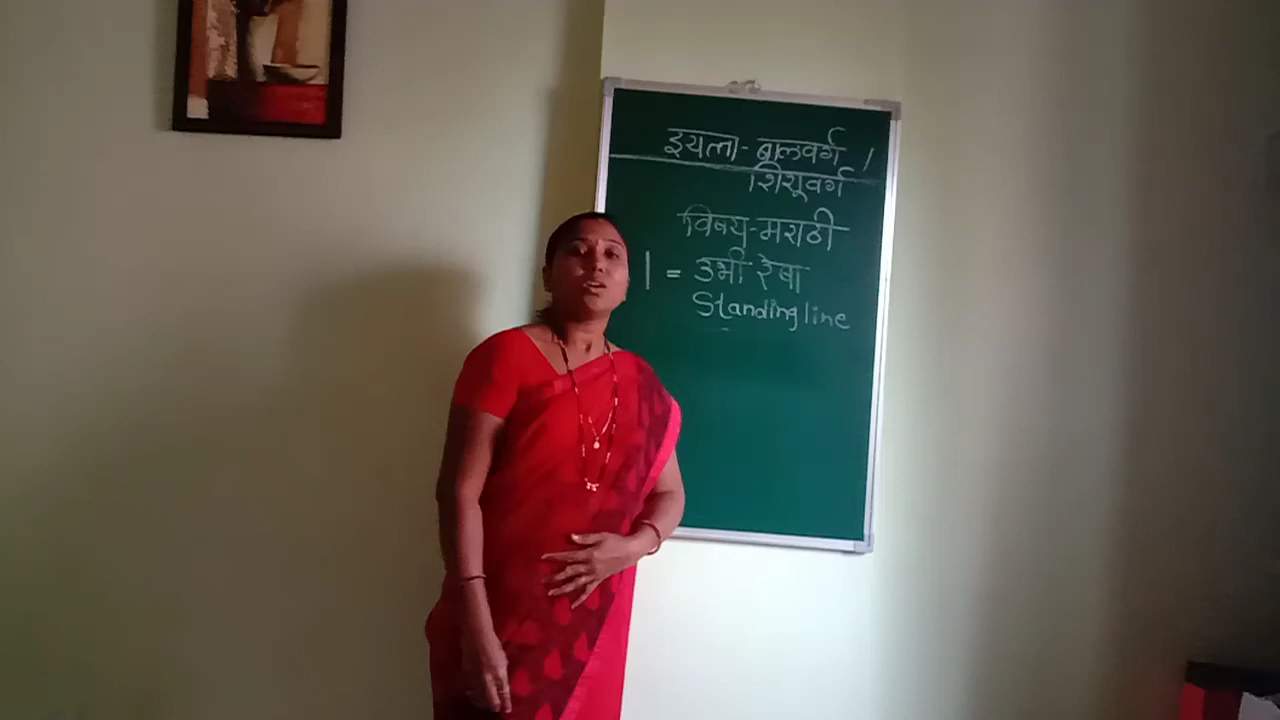 इयत्ता- बालवर्ग /
शिशूवर्ग
विषय-मराठी
| = उभी रेषा
Standing line